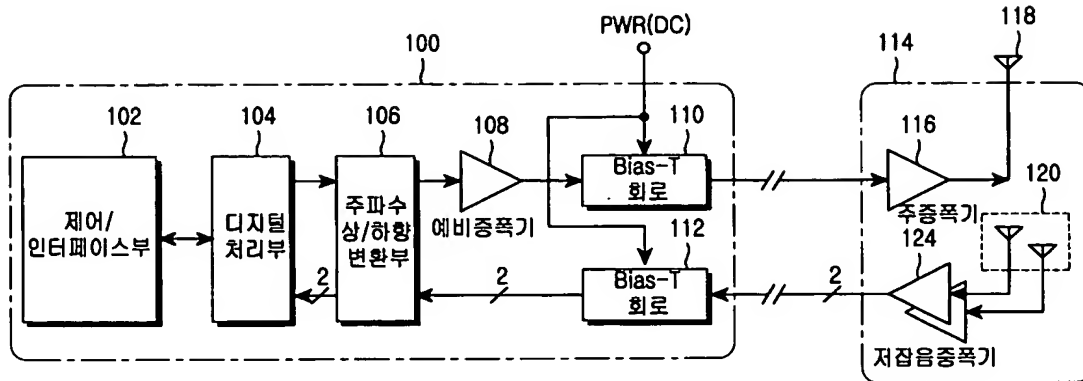 PWR(DC)
100
118
114
102
104
106
108
110
116
Bias-T
회로
120
제어/
인터페이스부
디지털
처리부
주파수
상/하향
변환부
예비증폭기
주증폭기
112
124
2
2
Bias-T
회로
2
저잡음증폭기